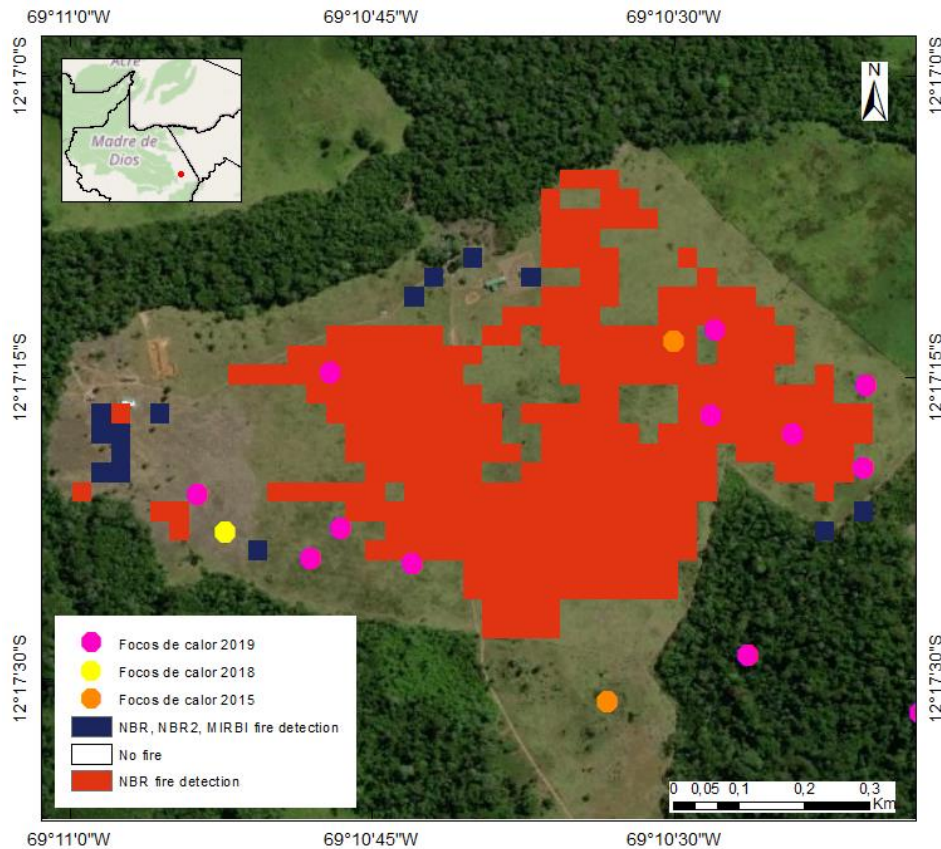 69°11'0"W 69°10'45"W 69°10'30"W
12°17'0"S 12°17'0"S
Acre
Madre de
Dios
N
12°17'15"S 12°17'15"S
12°17'30"S 12°17'30"S
Focos de calor 2019
Focos de calor 2018
Focos de calor 2015
NBR, NBR2, MIRBI fire detection
No fire
NBR fire detection
0 0,05 0,1 0,2 0,3
Km
69°11'0"W 69°10'45"W 69°10'30"W